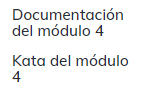 Documentación
del módulo 4
Kata del módulo
4